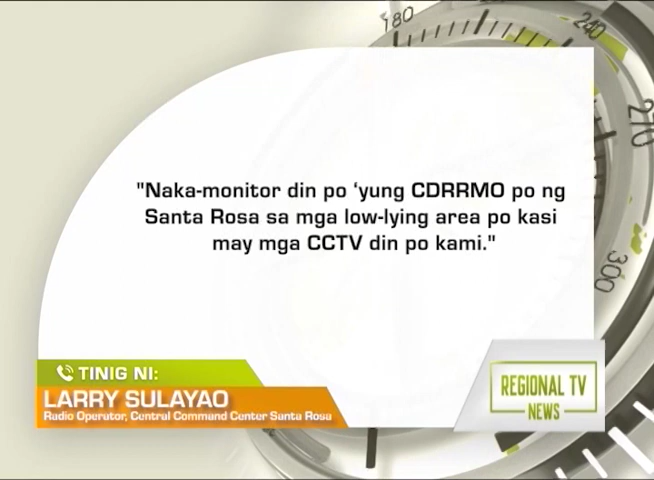 180
240
270
300
"Naka-monitor din po ‘yung CDRRMO po ng
Santa Rosa sa mga low-lying area po kasi
may mga CCTV din po kami."
TINIG NI:
LARRY SULAYAO
Radio Operator, Central Command Center Santa Rosa
REGIONAL TV
NEWS